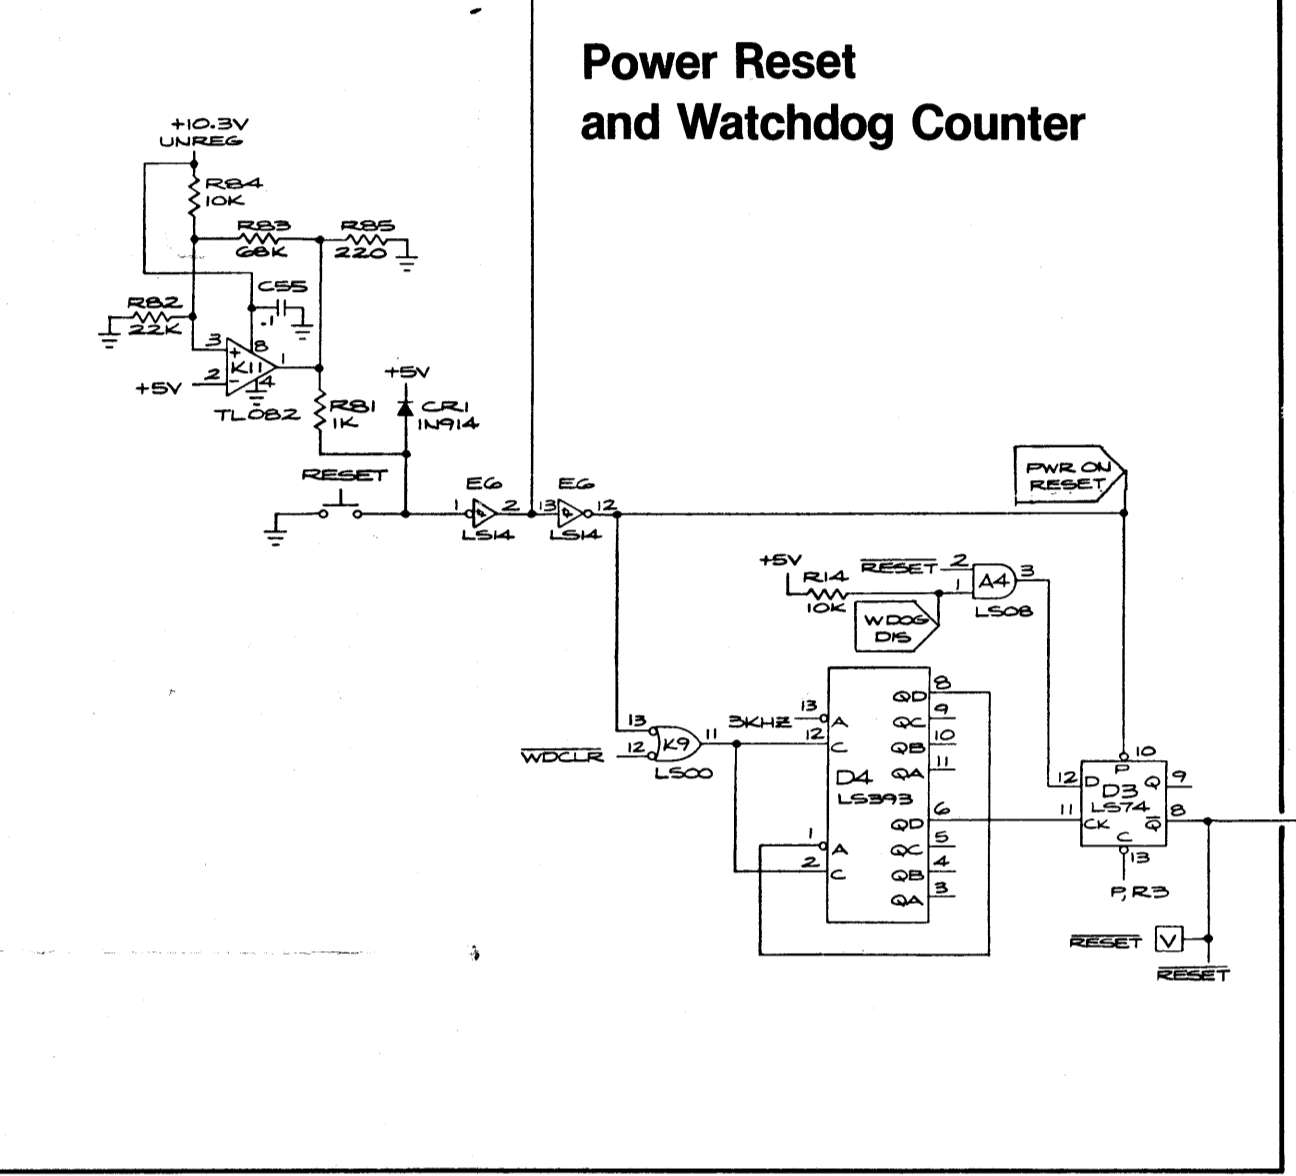 Power Reset
and Watchdog Counter
+10.3V
UNREG
R84
10K
R83
68K
R85
220
C55
.1
R82
22K
3
+
8
K11
1
2
-
4
+5V
TL082
+5V
R81
1K
CR1
1N914
RESET
E6
1
2
LS14
E6
13
12
LS14
PWR ON
RESET
+5V
R14
10K
RESET
2
1
A4
3
LS08
WDOG
DIS
13
12
K9
11
LS00
WDCLR
3KHZ
13
A
12
C
D4
LS393
1
A
2
C
QD
8
QC
9
QB
10
QA
11
QD
6
QC
5
QB
4
QA
3
10
P
12
D
Q
9
D3
LS74
11
CK
Q
8
C
13
P,R3
RESET
V
RESET